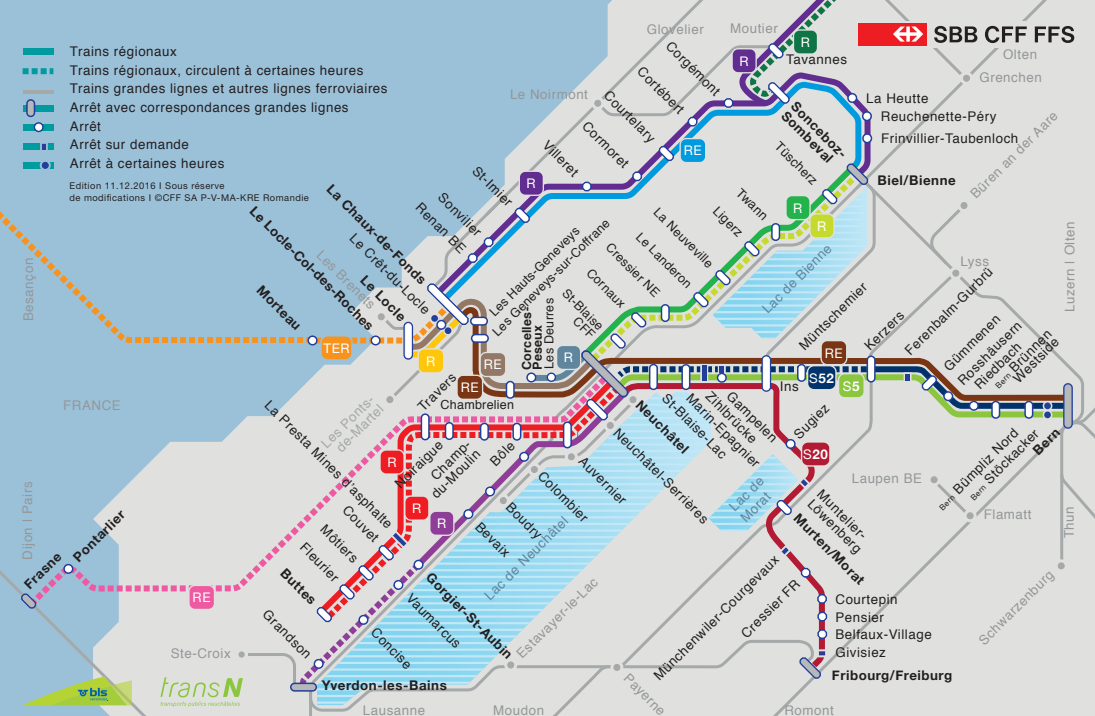 SBB CFF FFS
Trains régionaux
Trains régionaux, circulent à certaines heures
Trains grandes lignes et autres lignes ferroviaires
Arrêt avec correspondances grandes lignes
Arrêt
Arrêt sur demande
Arrêt à certaines heures
Edition 11.12.2016 I Sous réserve
de modifications I ©CFF SA P-V-MA-KRE Romandie
Glovelier
Moutier
R
R
Tavannes
Olten
Grenchen
Le Noirmont
Corgémont
Cortébert
Courtelary
Cormoret
Villeret
St-Imier
Sonvilier
Renan BE
R
RE
Sonceboz-
Sombeval
La Heutte
Reuchenette-Péry
Frinvillier-Taubenloch
Biel/Bienne
Büren an der Aare
Lyss
Luzern I Olten
Tüscherz
Twann
Ligerz
La Neuveville
Le Landeron
Cressier NE
Cornaux
St-Blaise
CFF
R
R
Lac de Bienne
La Chaux-de-Fonds
Le Crêt-du-Locle
Le Locle
Les Brenets
Le Locle-Col-des-Roches
Morteau
TER
R
Besançon
FRANCE
Dijon I Paris
Les Hauts-Geneveys
Les Geneveys-sur-Coffrane
RE
RE
Chambrelien
Corcelles
Peseux
Les Deurres
R
Les Ponts-
de-Martel
Travers
Noiraigue
Champ-
du-Moulin
Bôle
La Presta Mines d'asphalte
Couvet
Môtiers
Fleurier
Buttes
R
R
R
RE
Pontarlier
Frasne
Neuchâtel
Neuchâtel-Serrières
Auvernier
Colombier
Boudry
Bevaix
Gorgier-St-Aubin
Vaumarcus
Concise
Grandson
Yverdon-les-Bains
Ste-Croix
Lac de Neuchâtel
Estavayer-le-Lac
Lausanne
Moudon
Payerne
Romont
St-Blaise-Lac
Marin-Epagnier
Zihlbrücke
Gampelen
Ins
Müntschemier
Kerzers
Ferenbalm-Gurbrü
Gümmenen
Rosshäusern
Riedbach
Bern Brünnen
Westside
RE
S52
S5
Bern
Bern Bümpliz Nord
Bern Stöckacker
Laupen BE
Flamatt
Thun
Schwarzenburg
Sugiez
S20
Lac de
Morat
Muntelier-
Löwenberg
Murten/Morat
Münchenwiler-Courgevaux
Cressier FR
Courtepin
Pensier
Belfaux-Village
Givisiez
Fribourg/Freiburg
bls
transN
transports publics neuchâtelois